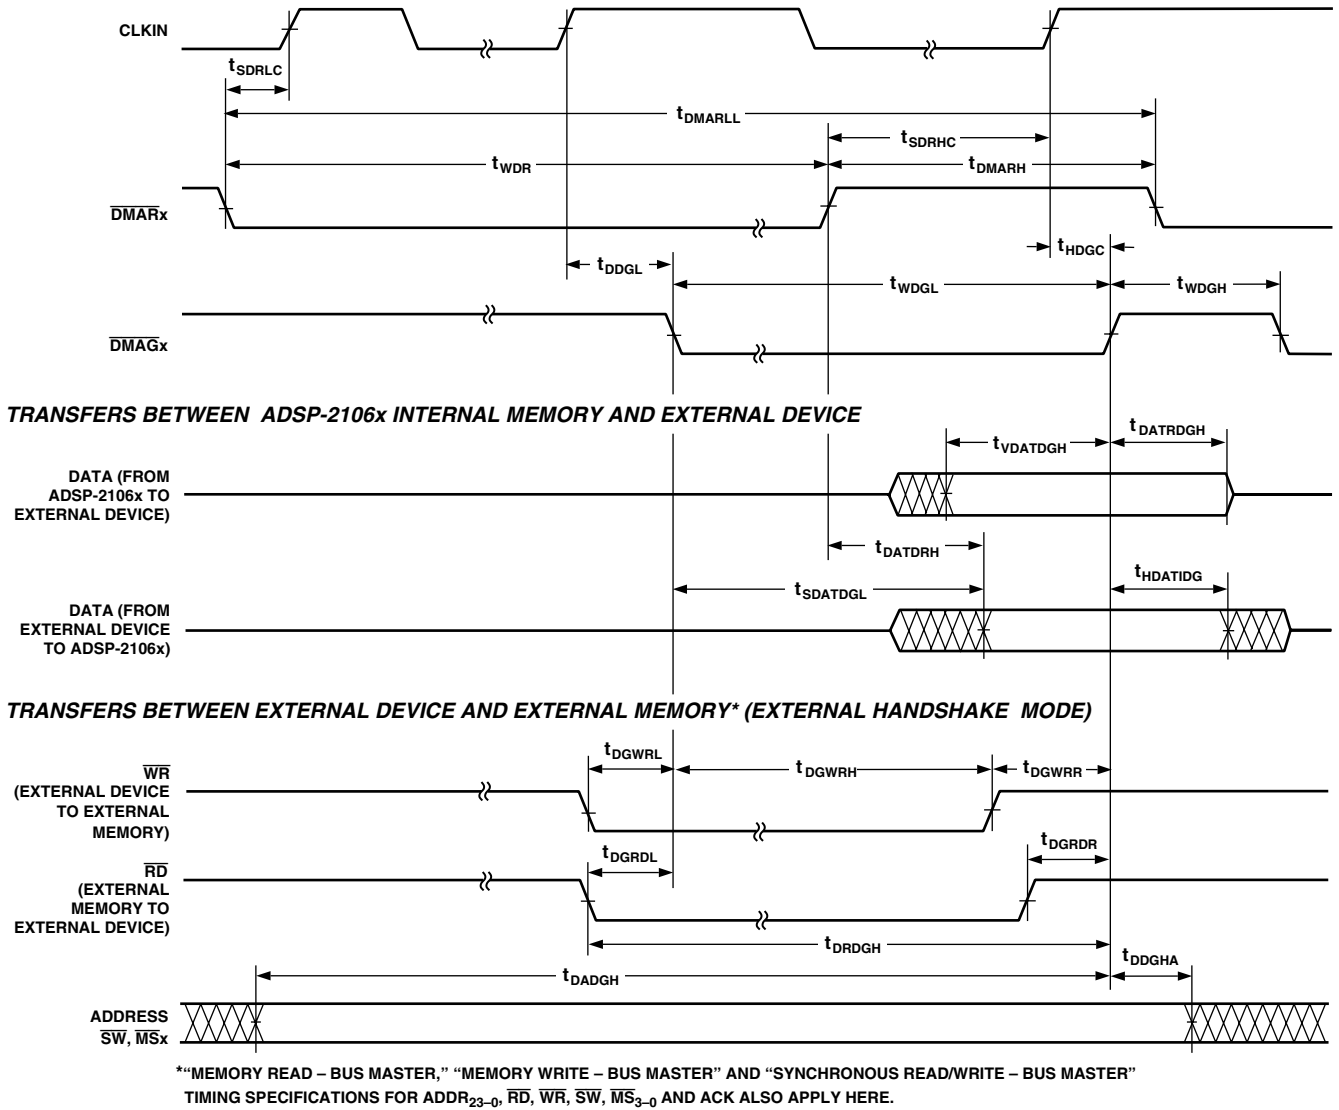 CLKIN
tSDRLC
tDMARLL
tSDRHC
tWDR
tDMARH
DMARx
tHDGC
tDDGL
tWDGL
tWDGH
DMAGx
TRANSFERS BETWEEN ADSP-2106x INTERNAL MEMORY AND EXTERNAL DEVICE
tVDATDGH
tDATRDGH
DATA (FROM
ADSP-2106x TO
EXTERNAL DEVICE)
tDATDRH
tSDATDGL
tHDATIDG
DATA (FROM
EXTERNAL DEVICE
TO ADSP-2106x)
TRANSFERS BETWEEN EXTERNAL DEVICE AND EXTERNAL MEMORY* (EXTERNAL HANDSHAKE MODE)
tDGWRL
tDGWRH
tDGWRR
WR
(EXTERNAL DEVICE
TO EXTERNAL
MEMORY)
tDGRDL
tDGRDR
RD
(EXTERNAL
MEMORY TO
EXTERNAL DEVICE)
tDRDGH
tDADGH
tDDGHA
ADDRESS
SW, MSx
*“MEMORY READ – BUS MASTER,” “MEMORY WRITE – BUS MASTER” AND “SYNCHRONOUS READ/WRITE – BUS MASTER”
TIMING SPECIFICATIONS FOR ADDR23–0, RD, WR, SW, MS3–0 AND ACK ALSO APPLY HERE.